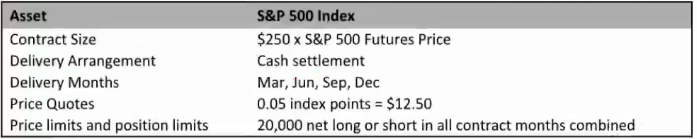 Asset S&P 500 Index
Contract Size $250 x S&P 500 Futures Price
Delivery Arrangement Cash settlement
Delivery Months Mar, Jun, Sep, Dec
Price Quotes 0.05 index points = $12.50
Price limits and position limits 20,000 net long or short in all contract months combined